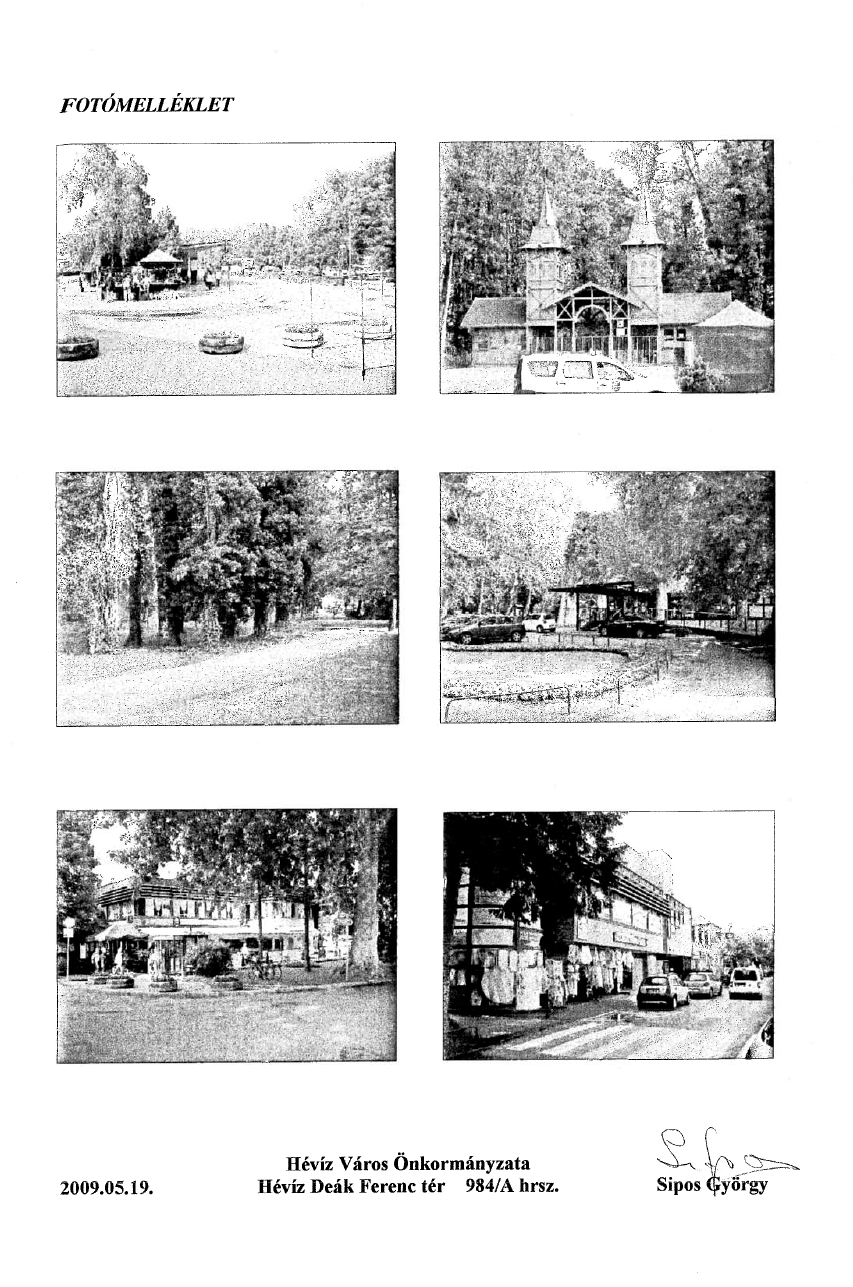 FOTÓMELLÉKLET
Hévíz Város Önkormányzata
2009.05.19. Hévíz Deák Ferenc tér 984/A hrsz. Sipos György